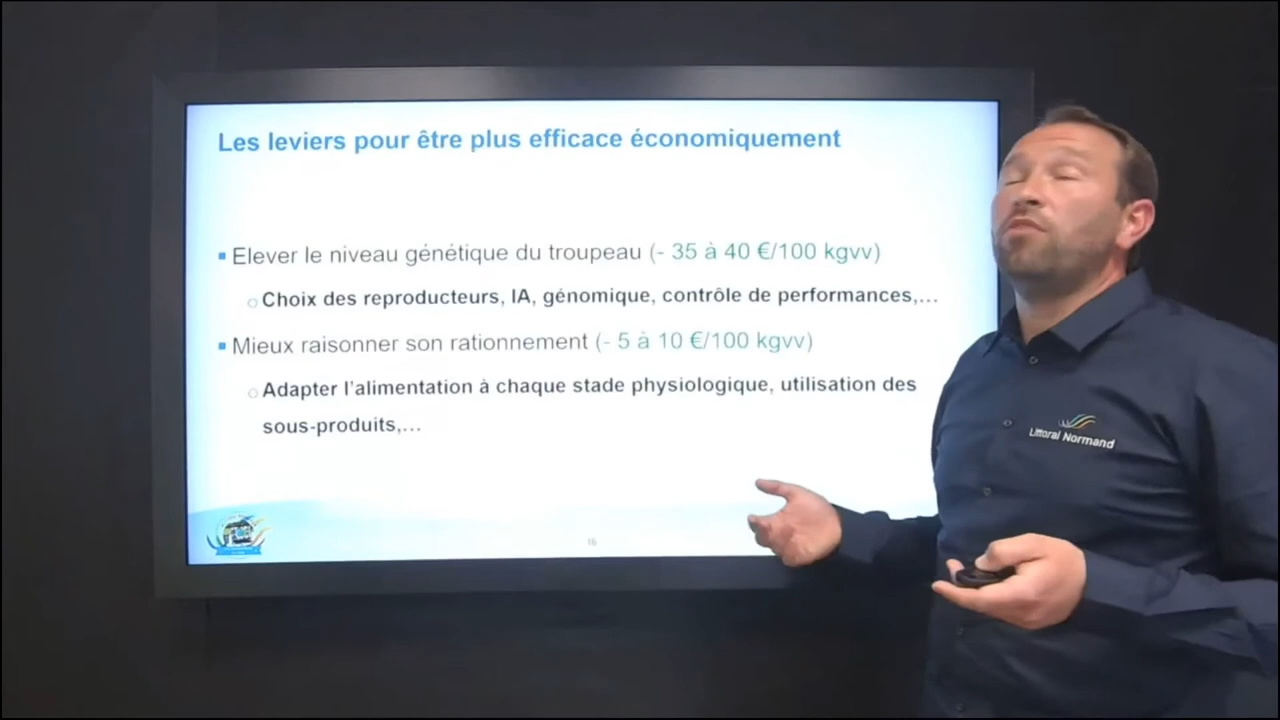 Les leviers pour être plus efficace économiquement
Elever le niveau génétique du troupeau (- 35 à 40 €/100 kgvv)
Choix des reproducteurs, IA, génomique, contrôle de performances,…
Mieux raisonner son rationnement (- 5 à 10 €/100 kgvv)
Adapter l'alimentation à chaque stade physiologique, utilisation des
sous-produits,…
Littoral Normand
16